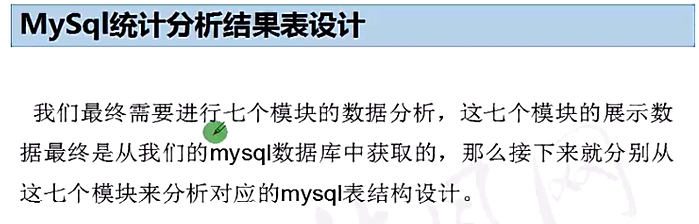 MySql统计分析结果表设计
我们最终需要进行七个模块的数据分析，这七个模块的展示数
据最终是从我们的mysql数据库中获取的，那么接下来就分别从
这七个模块来分析对应的mysql表结构设计。